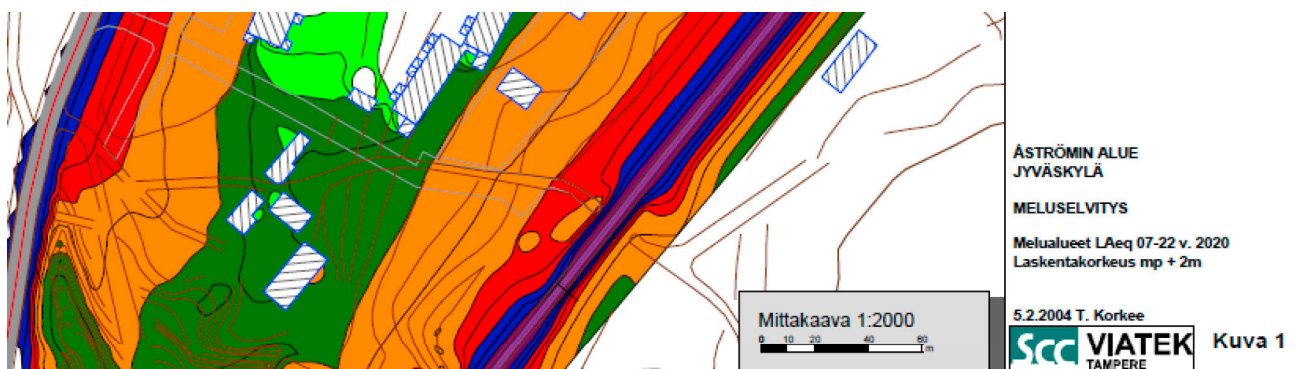 ÅSTRÖMIN ALUE
JYVÄSKYLÄ
MELUSELVITYS
Melualueet LAeq 07-22 v. 2020
Laskentakorkeus mp + 2m
5.2.2004 T. Korkee
SCC VIATEK
TAMPERE
Kuva 1
Mittakaava 1:2000
0 10 20 40 60
m